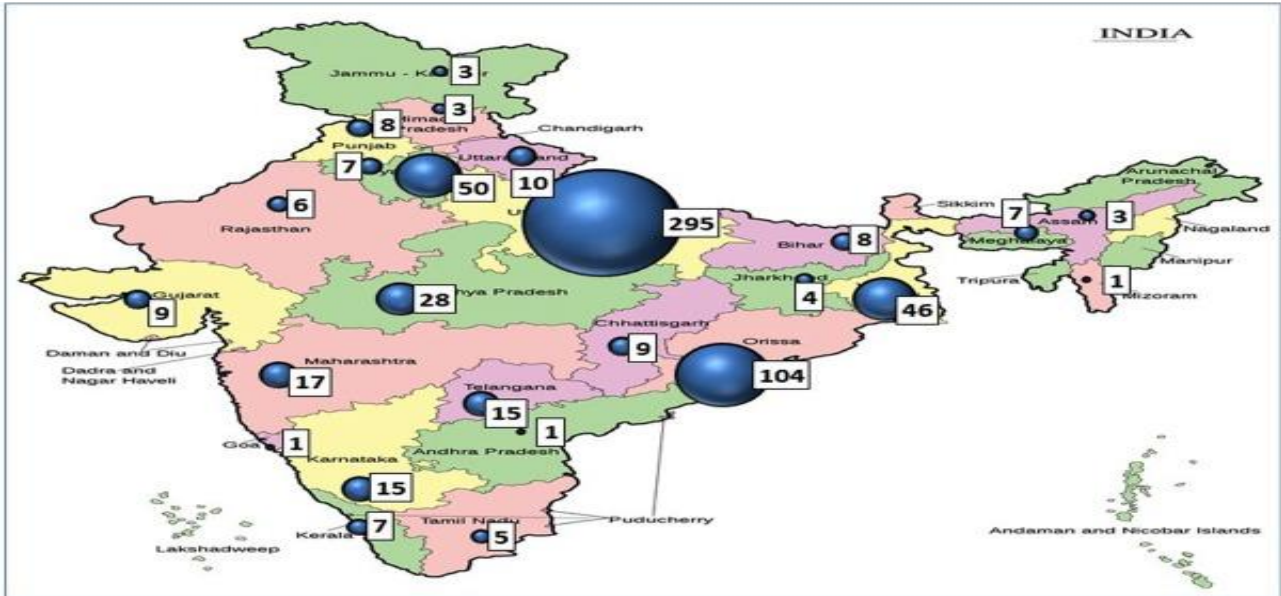 INDIA
3
Jammu - K
3
Himac
Pradesh
8
Chandigarh
Punjab
7
50
Uttar
and
10
Arunachal
Pradesh
6
Rajasthan
U
295
Sikkim
7
Assam
3
Nagaland
Bihar
8
Meghalaya
Manipur
Tripura
1
Mizoram
Jharkh
d
4
46
Gujarat
9
28
hya Pradesh
Chhattisgarh
9
Orissa
Daman and Diu
Dadra and
Nagar Haveli
Maharashtra
17
104
Telangana
15
1
Goa
1
Andhra Pradesh
Karnataka
15
Kerala
7
Tamil Nadu
5
Puducherry
Lakshadweep
Andaman and Nicobar Islands